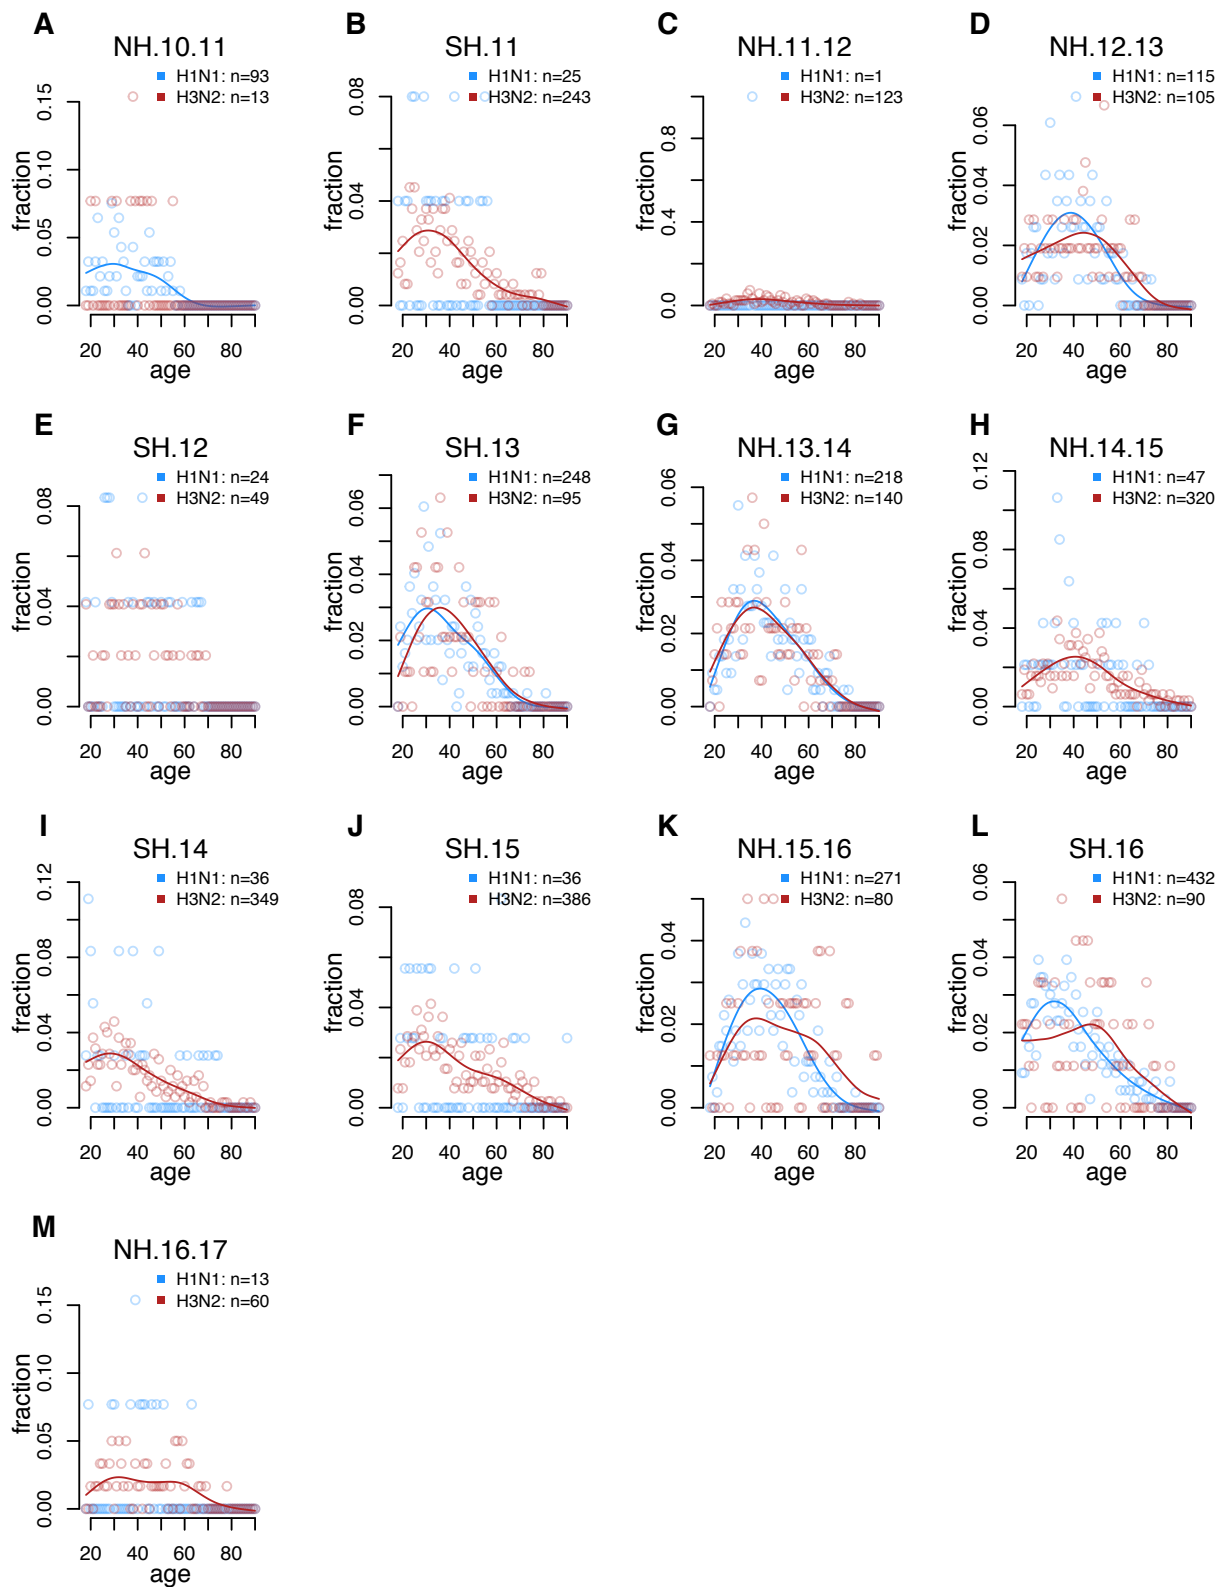 A
NH.10.11
H1N1: n=93
H3N2: n=13
fraction
0.00 0.05 0.10 0.15
20 40 60 80
age
B
SH.11
H1N1: n=25
H3N2: n=243
fraction
0.00 0.04 0.08
20 40 60 80
age
C
NH.11.12
H1N1: n=1
H3N2: n=123
fraction
0.0 0.4 0.8
20 40 60 80
age
D
NH.12.13
H1N1: n=115
H3N2: n=105
fraction
0.00 0.02 0.04 0.06
20 40 60 80
age
E
SH.12
H1N1: n=24
H3N2: n=49
fraction
0.00 0.04 0.08
20 40 60 80
age
F
SH.13
H1N1: n=248
H3N2: n=95
fraction
0.00 0.02 0.04 0.06
20 40 60 80
age
G
NH.13.14
H1N1: n=218
H3N2: n=140
fraction
0.00 0.02 0.04 0.06
20 40 60 80
age
H
NH.14.15
H1N1: n=47
H3N2: n=320
fraction
0.00 0.04 0.08 0.12
20 40 60 80
age
I
SH.14
H1N1: n=36
H3N2: n=349
fraction
0.00 0.04 0.08 0.12
20 40 60 80
age
J
SH.15
H1N1: n=36
H3N2: n=386
fraction
0.00 0.04 0.08
20 40 60 80
age
K
NH.15.16
H1N1: n=271
H3N2: n=80
fraction
0.00 0.02 0.04
20 40 60 80
age
L
SH.16
H1N1: n=432
H3N2: n=90
fraction
0.00 0.02 0.04 0.06
20 40 60 80
age
M
NH.16.17
H1N1: n=13
H3N2: n=60
fraction
0.00 0.05 0.10 0.15
20 40 60 80
age